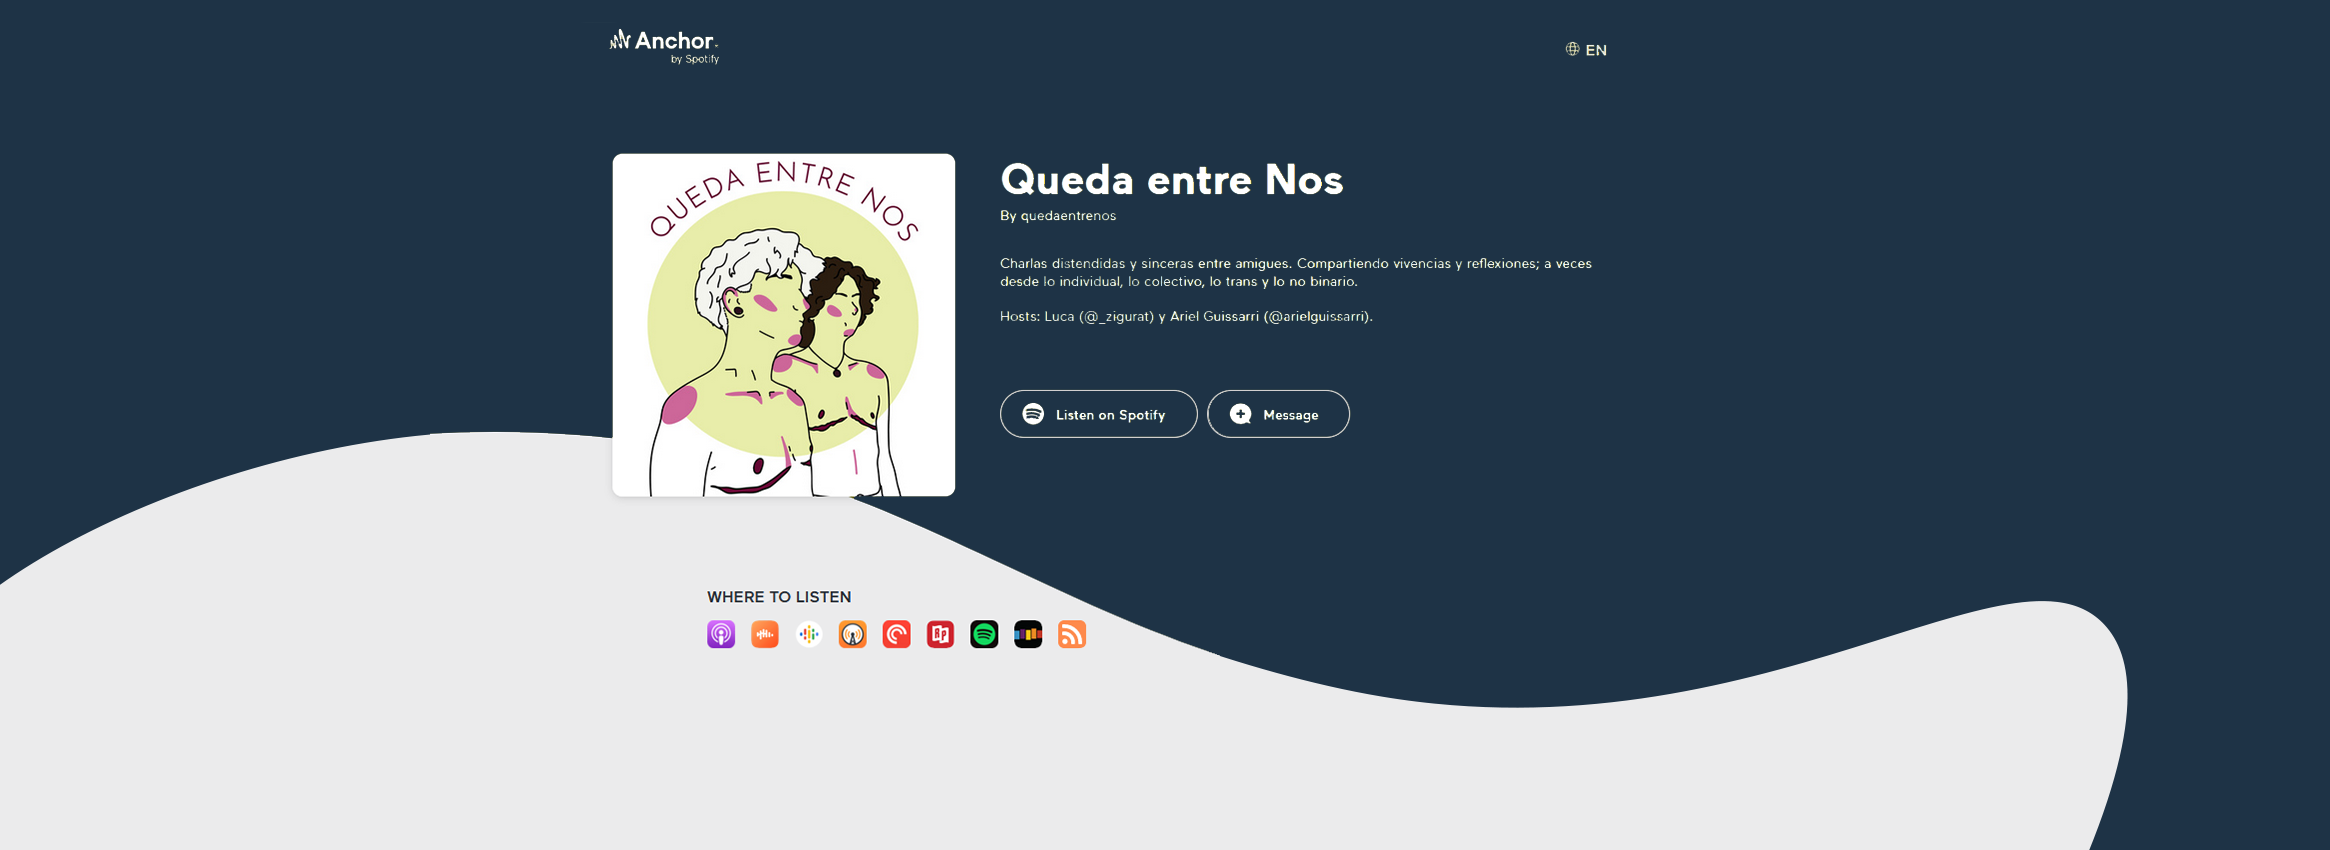 Anchor
by Spotify
EN
QUEDA ENTRE NOS
Queda entre Nos
By quedaentrenos
Charlas distendidas y sinceras entre amigues. Compartiendo vivencias y reflexiones; a veces
desde lo individual, lo colectivo, lo trans y lo no binario.
Hosts: Luca (@_zigurat) y Ariel Guissarri (@arielguissarri).
Listen on Spotify
Message
WHERE TO LISTEN